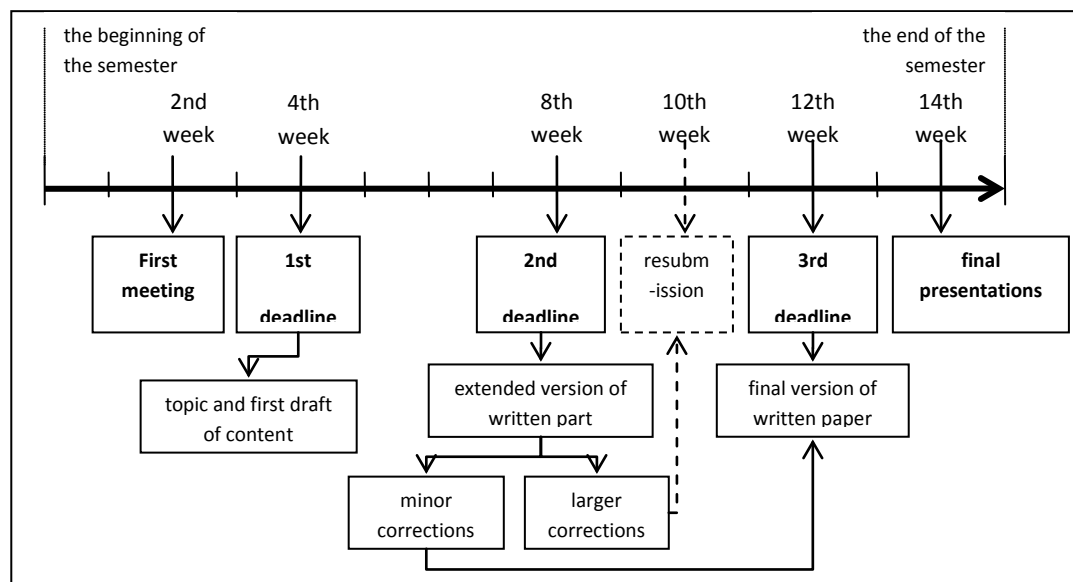 the beginning of
the semester
the end of the
semester
2nd
week
4th
week
8th
week
10th
week
12th
week
14th
week
First
meeting
1st
deadline
2nd
deadline
resubm
-ission
3rd
deadline
final
presentations
topic and first draft
of content
extended version of
written part
final version of
written paper
minor
corrections
larger
corrections